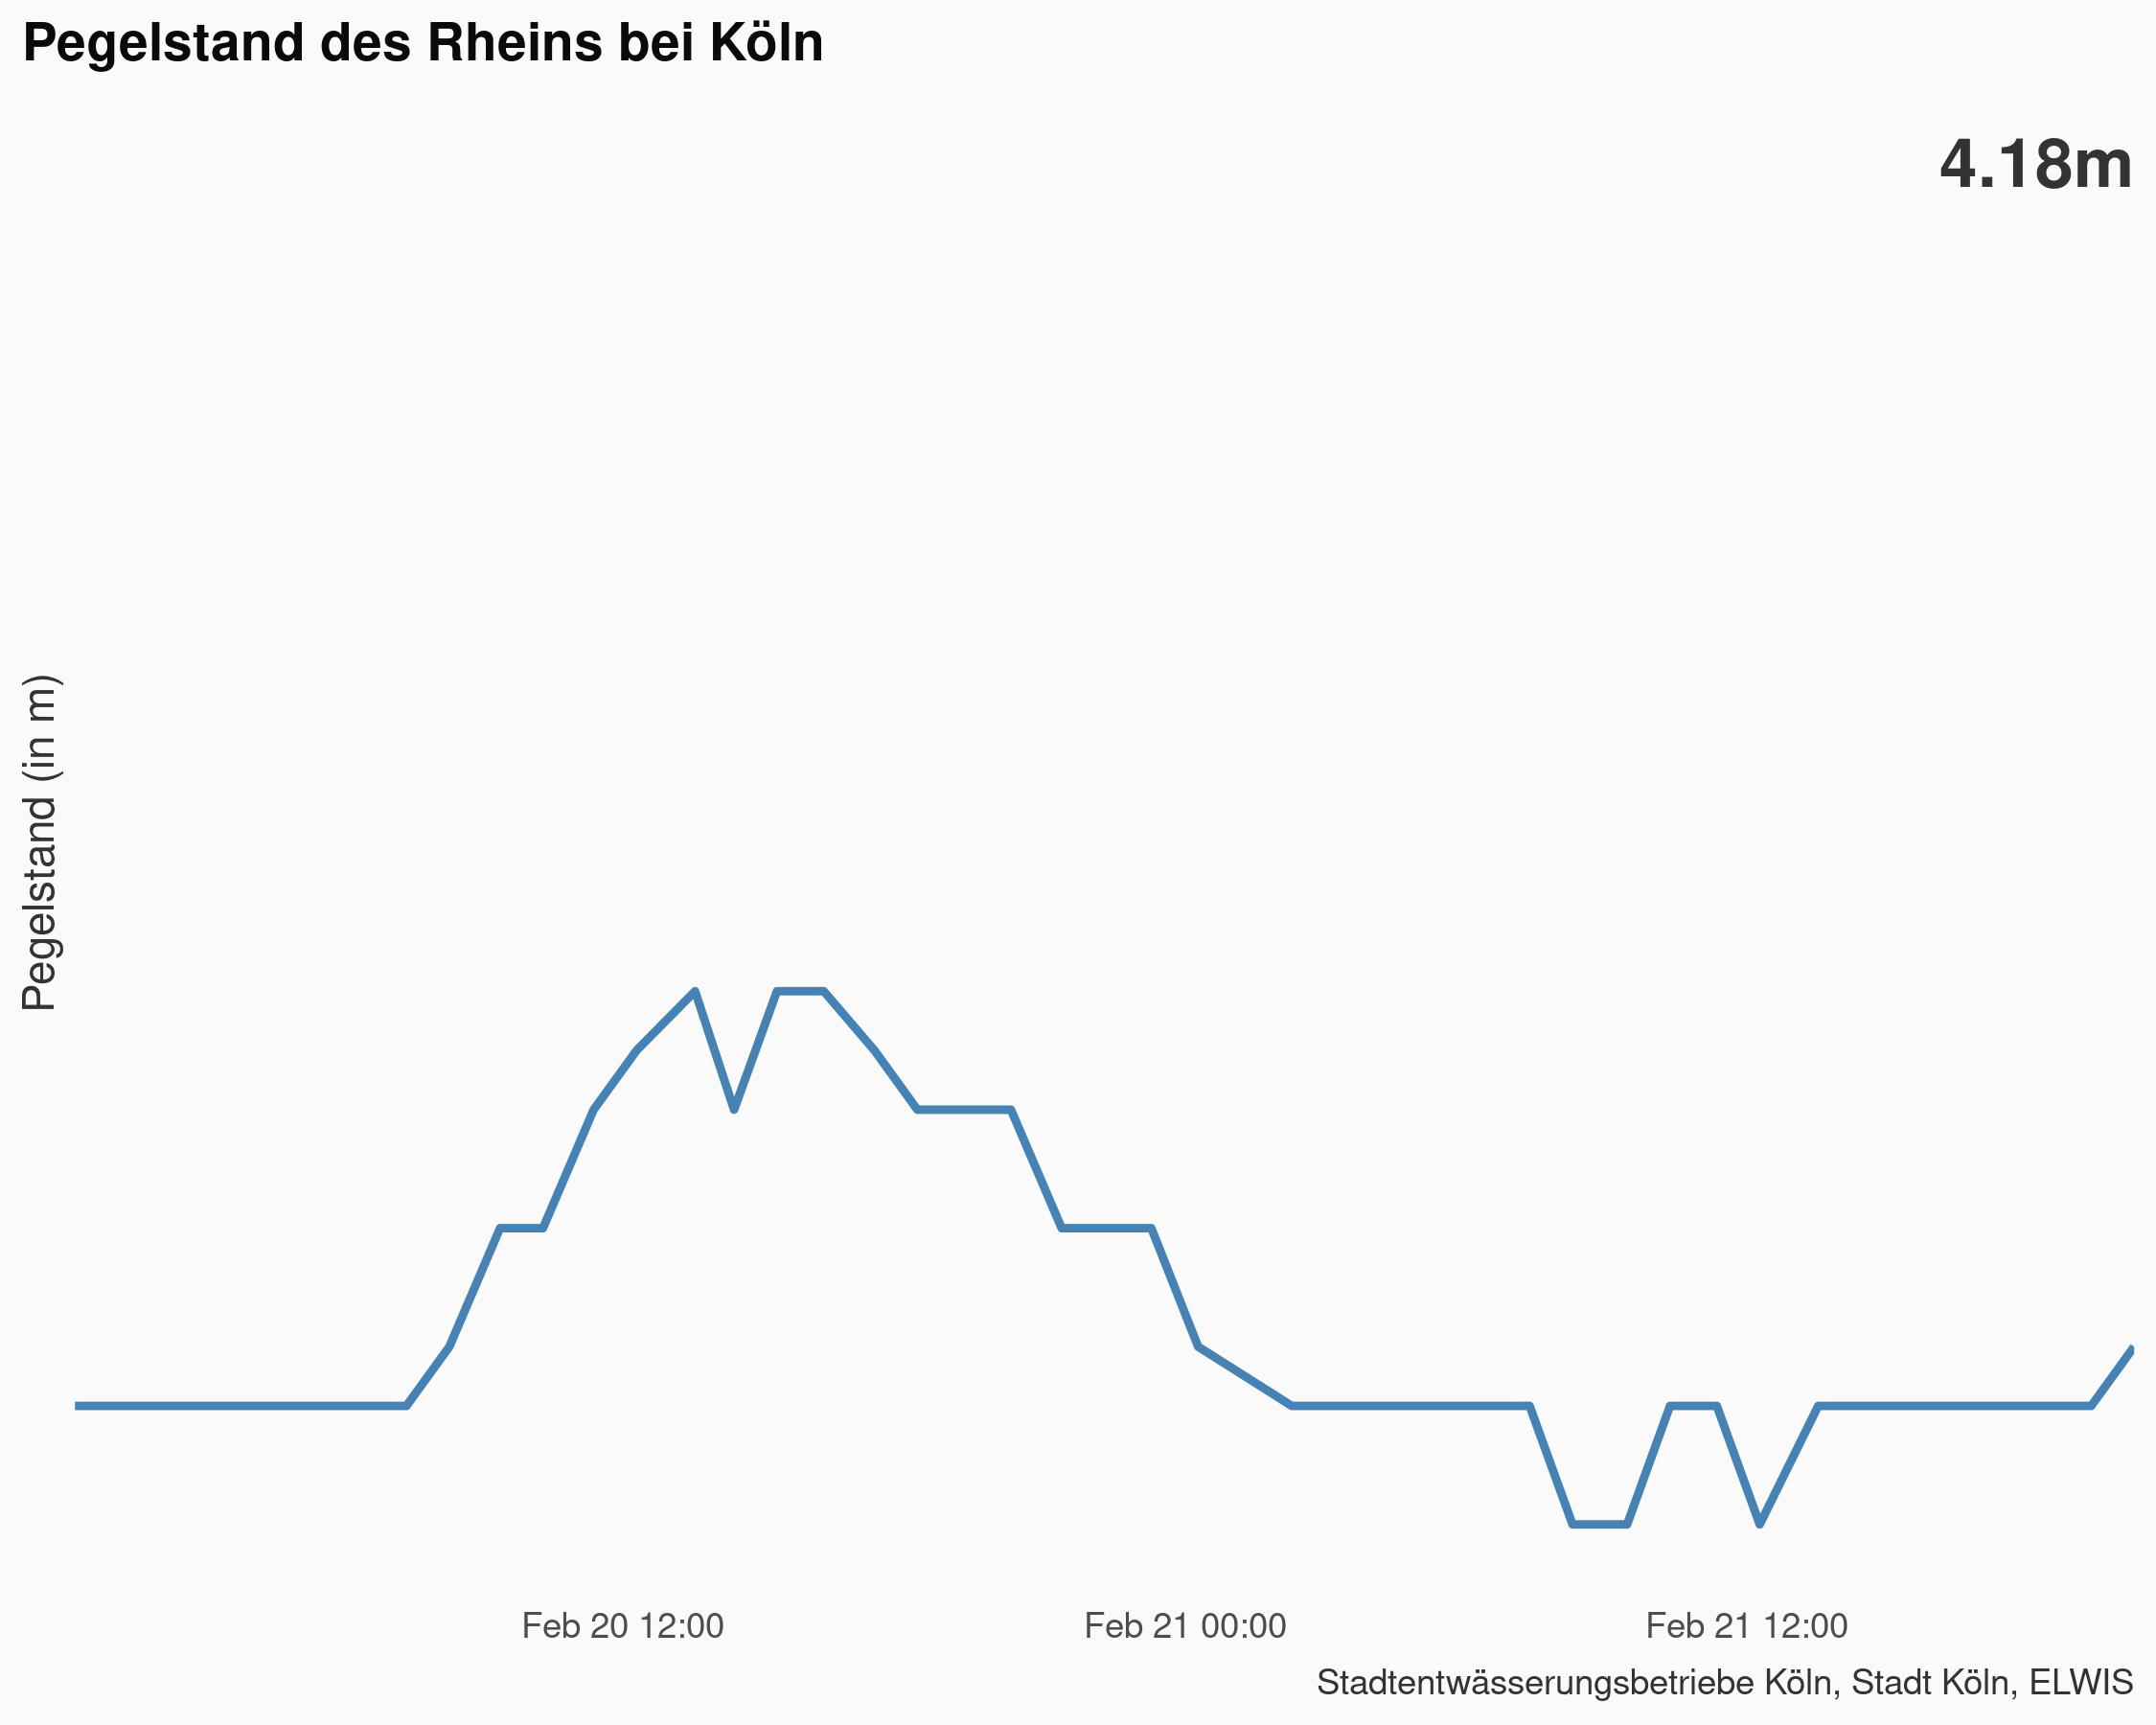 Pegelstand des Rheins bei Köln
4.18m
Pegelstand (in m)
Feb 20 12:00
Feb 21 00:00
Feb 21 12:00
Stadtentwässerungsbetriebe Köln, Stadt Köln, ELWIS